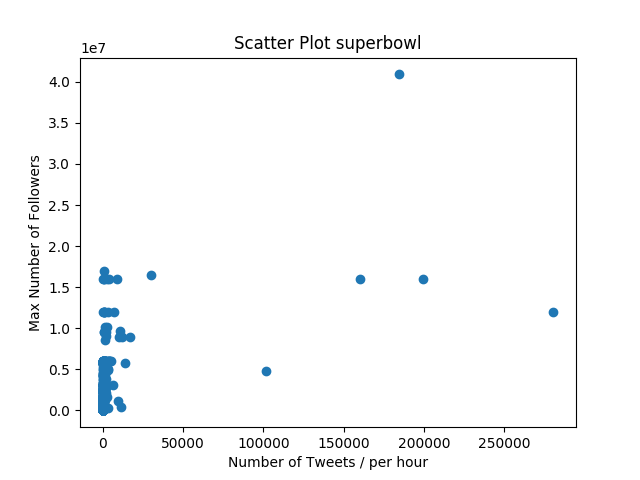 Scatter Plot superbowl
1e7
4.0
3.5
3.0
2.5
2.0
1.5
1.0
0.5
0.0
Max Number of Followers
0 50000 100000 150000 200000 250000
Number of Tweets / per hour